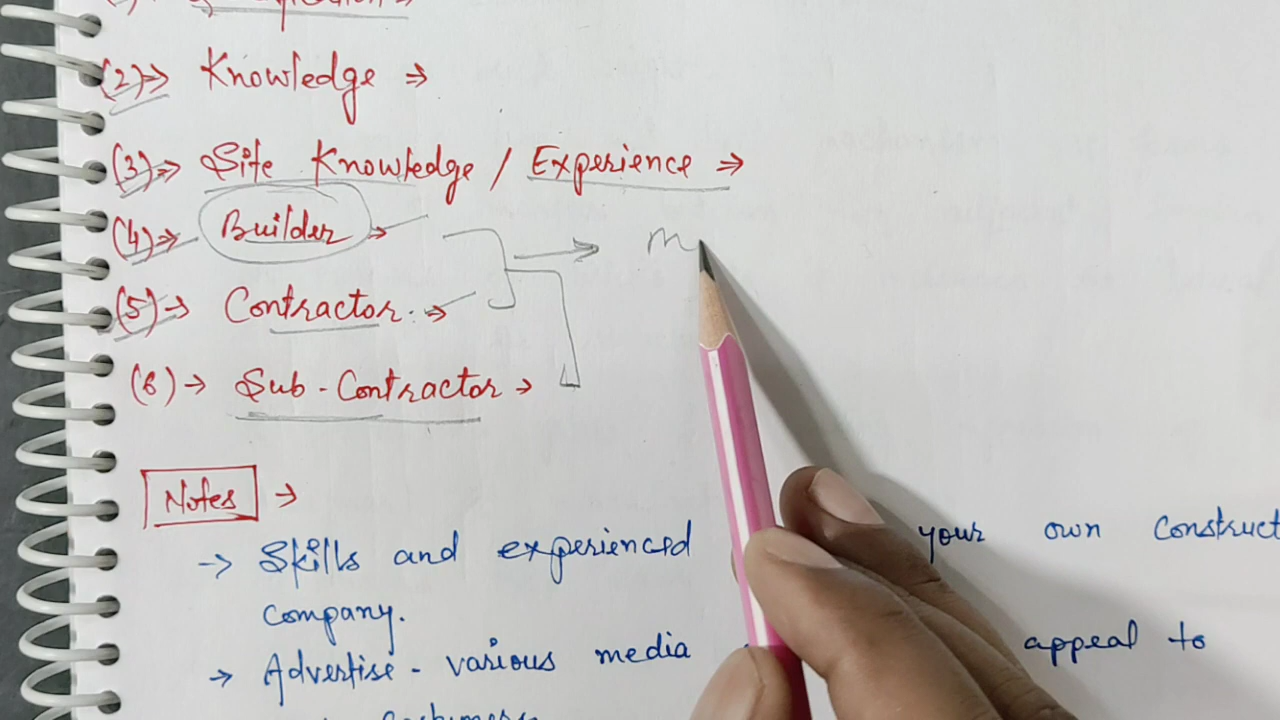 (2)→ Knowledge ⇒
(3)→ Site Knowledge / Experience ⇒
(4)→ Builder →
m
(5)→ Contractor. →
(6)→ Sub-Contractor →
Notes →
→ Skills and experienced your own Construct
Company.
→ Advertise - various media appeal to